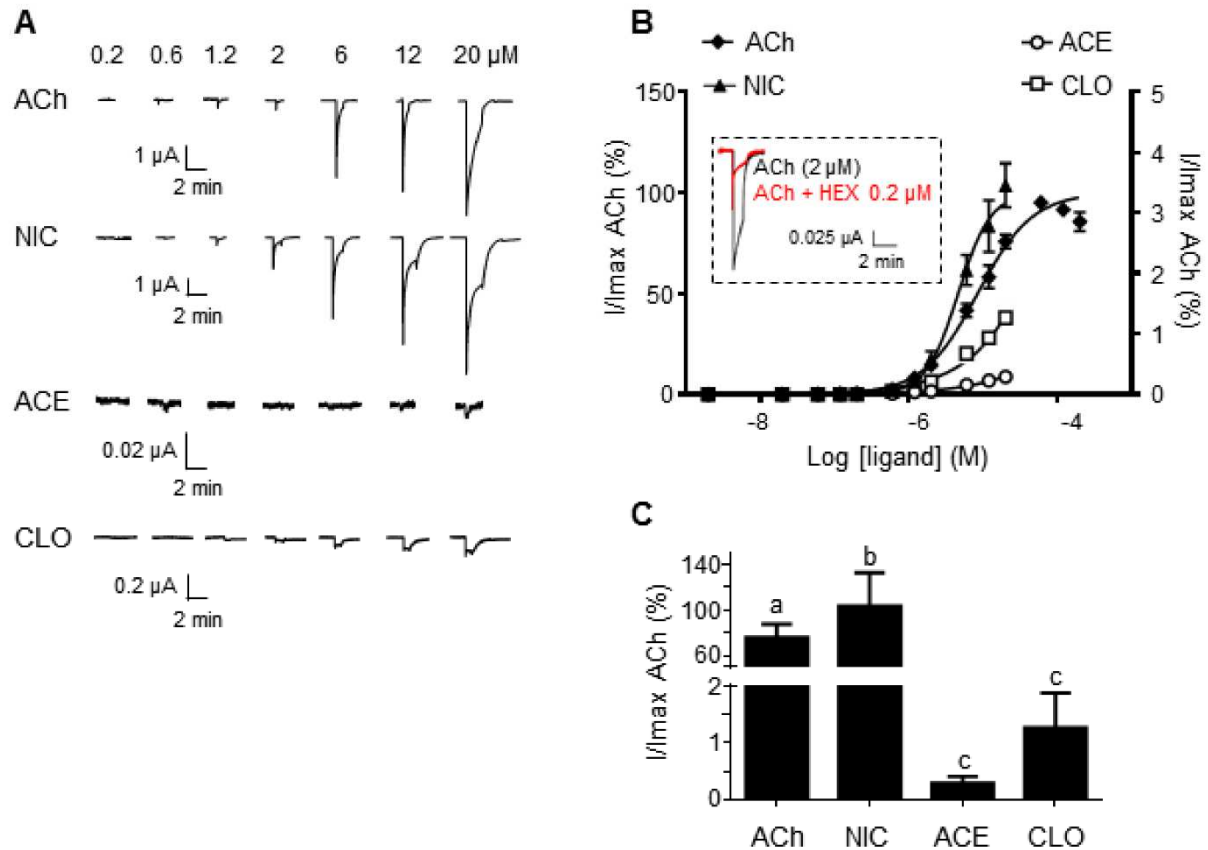 A
0.2 0.6 1.2 2 6 12 20 µM
ACh
1 µA
2 min
NIC
1 µA
2 min
ACE
0.02 µA
2 min
CLO
0.2 µA
2 min
B
ACh
ACE
NIC
CLO
I/Imax ACh (%)
150
100
50
0
ACh (2 µM)
ACh + HEX 0.2 µM
0.025 µA
2 min
5
4
3
2
1
0
I/Imax ACh (%)
-8 -6 -4
Log [ligand] (M)
C
I/Imax ACh (%)
140
100
60
2
1
0
a
b
c
c
ACh NIC ACE CLO